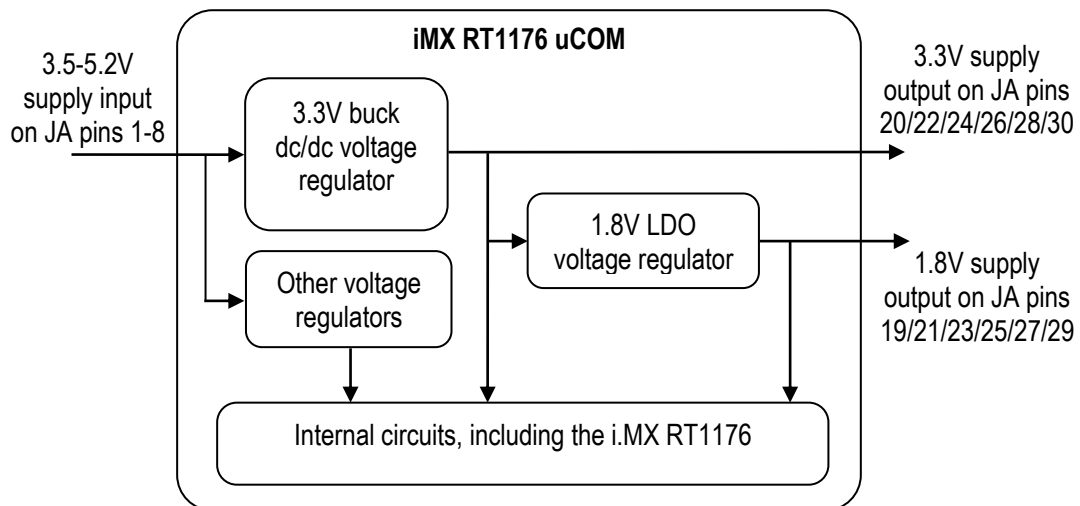 iMX RT1176 uCOM
3.5-5.2V
supply input
on JA pins 1-8
3.3V buck
dc/dc voltage
regulator
3.3V supply
output on JA pins
20/22/24/26/28/30
1.8V LDO
voltage regulator
1.8V supply
output on JA pins
19/21/23/25/27/29
Other voltage
regulators
Internal circuits, including the i.MX RT1176